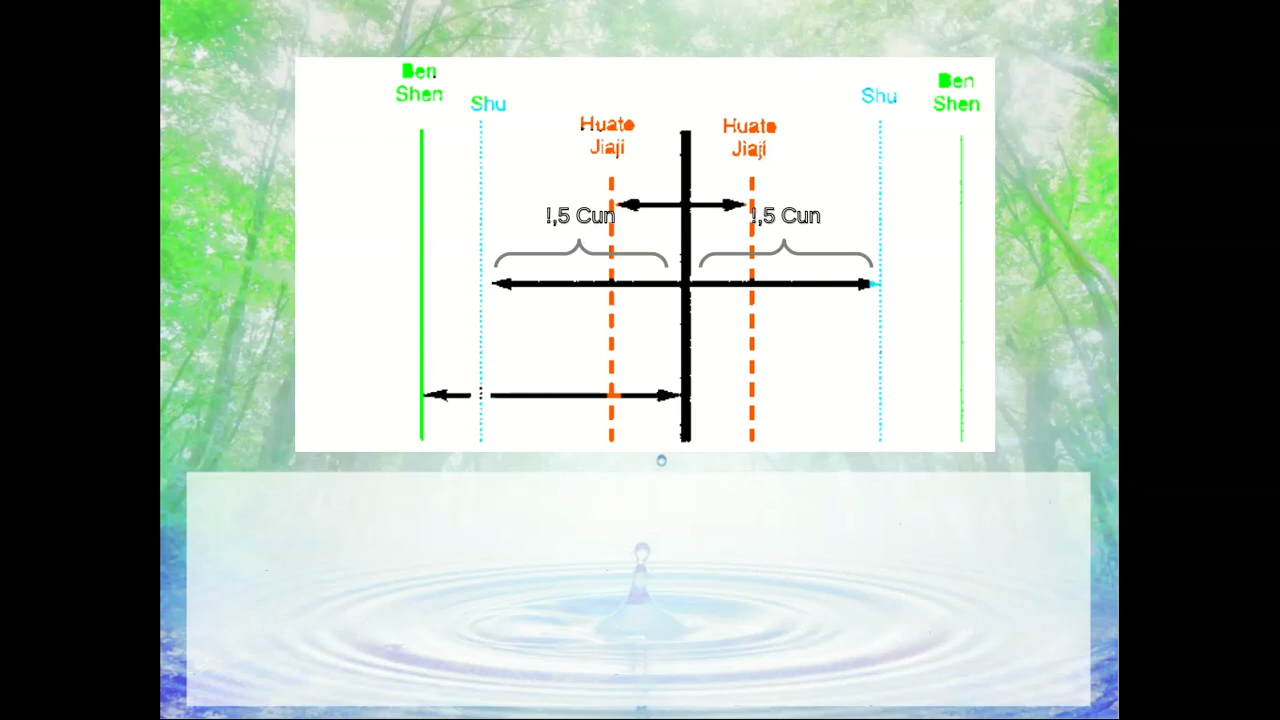 Ben
Shen
Shu
Huato
Jiaji
Huato
Jiaji
Shu
Ben
Shen
!,5 Cun
!,5 Cun